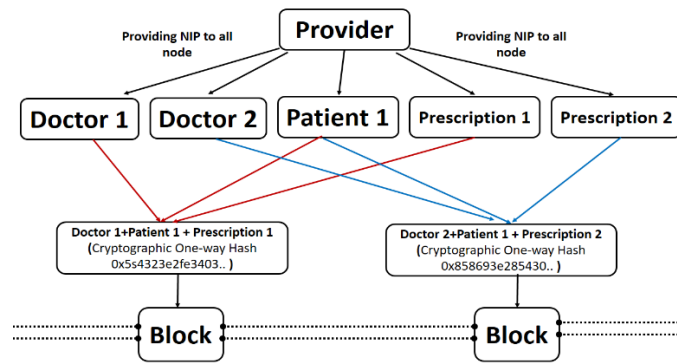 Provider
Providing NIP to all
node
Providing NIP to all
node
Doctor 1
Doctor 2
Patient 1
Prescription 1
Prescription 2
Doctor 1+Patient 1 + Prescription 1
(Cryptographic One-way Hash
0x5s4323e2fe3403.. )
Doctor 2+Patient 1 + Prescription 2
(Cryptographic One-way Hash
0x858693e285430.. )
Block
Block